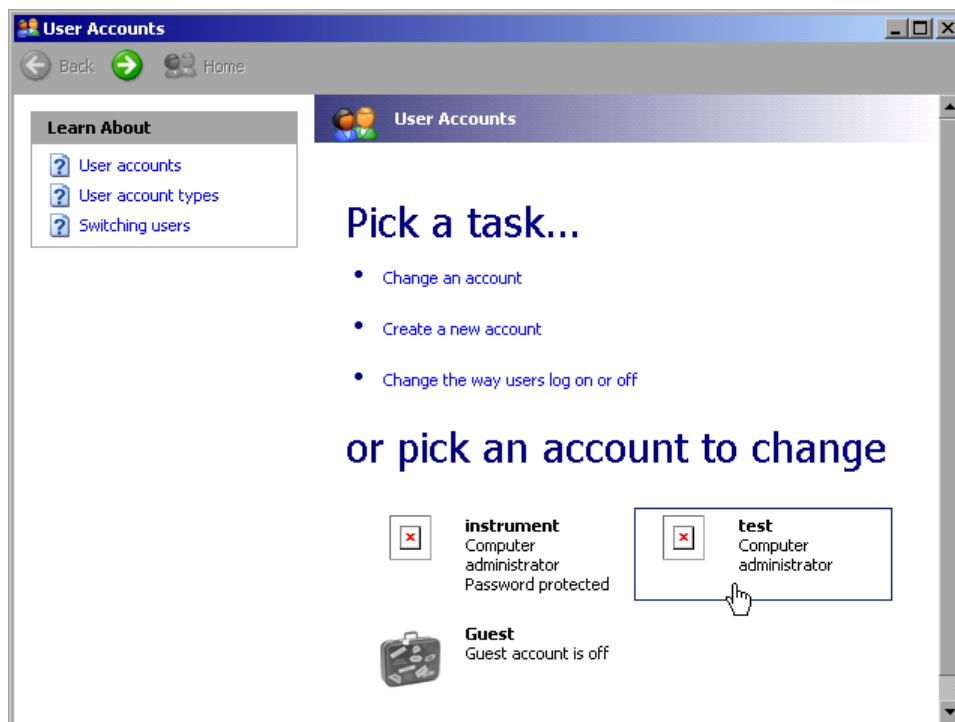 User Accounts
Back Home
Learn About
User accounts
User account types
Switching users
User Accounts
Pick a task...
Change an account
Create a new account
Change the way users log on or off
or pick an account to change
instrument
Computer
administrator
Password protected
test
Computer
administrator
Guest
Guest account is off